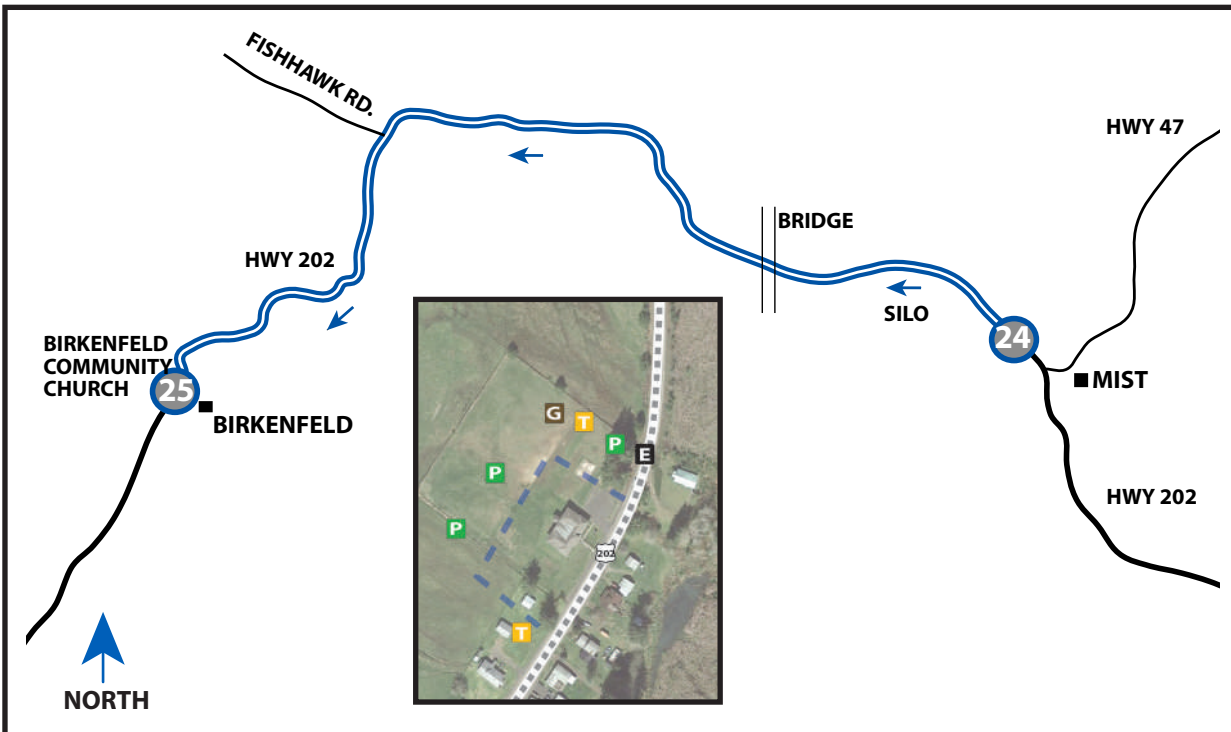 FISHHAWK RD.
HWY 47
BRIDGE
HWY 202
SILO
24
MIST
BIRKENFELD
COMMUNITY
CHURCH
25
BIRKENFELD
HWY 202
NORTH
G
T
P
E
P
P
202
T